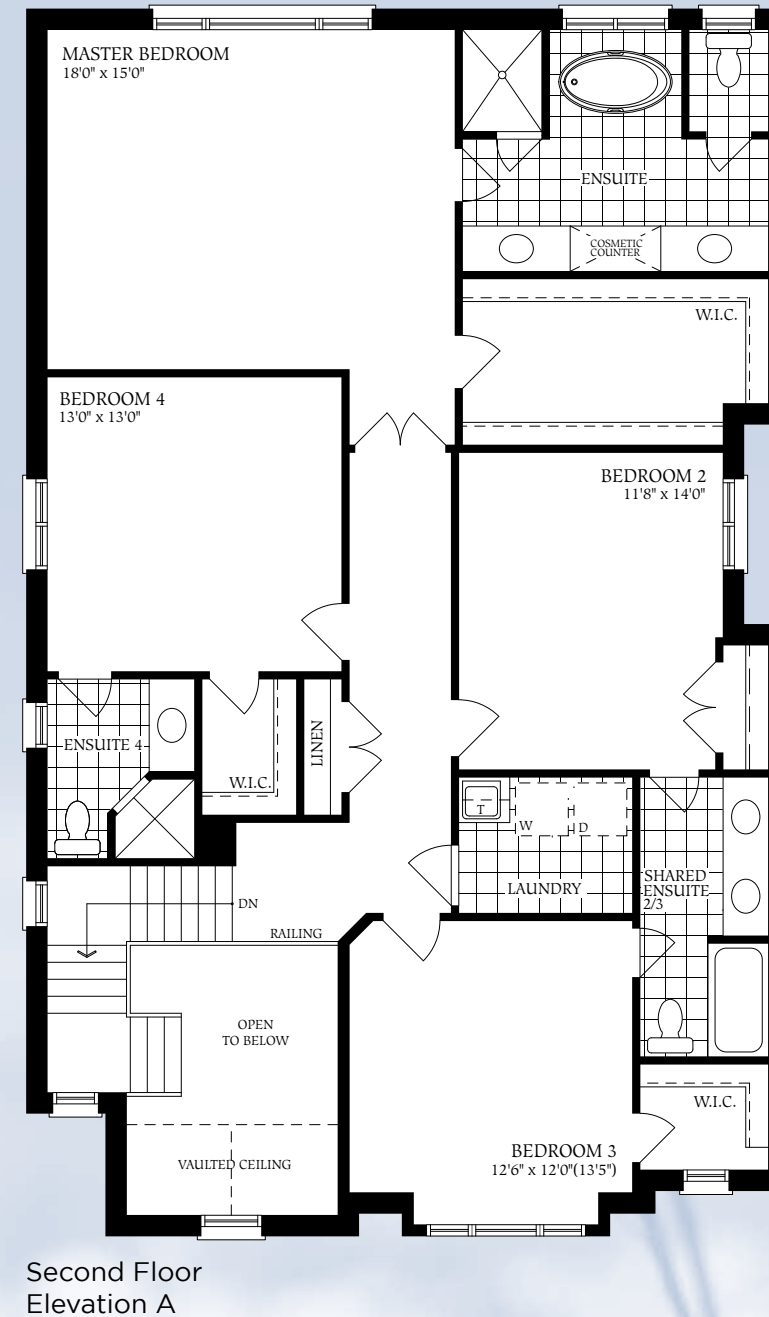 MASTER BEDROOM
18'0" x 15'0"
ENSUITE
COSMETIC
COUNTER
W.I.C.
BEDROOM 4
13'0" x 13'0"
BEDROOM 2
11'8" x 14'0"
ENSUITE 4
W.I.C.
LINEN
T
W
D
LAUNDRY
SHARED
ENSUITE
2/3
DN
RAILING
OPEN
TO BELOW
VAULTED CEILING
W.I.C.
BEDROOM 3
12'6" x 12'0"(13'5")
Second Floor
Elevation A